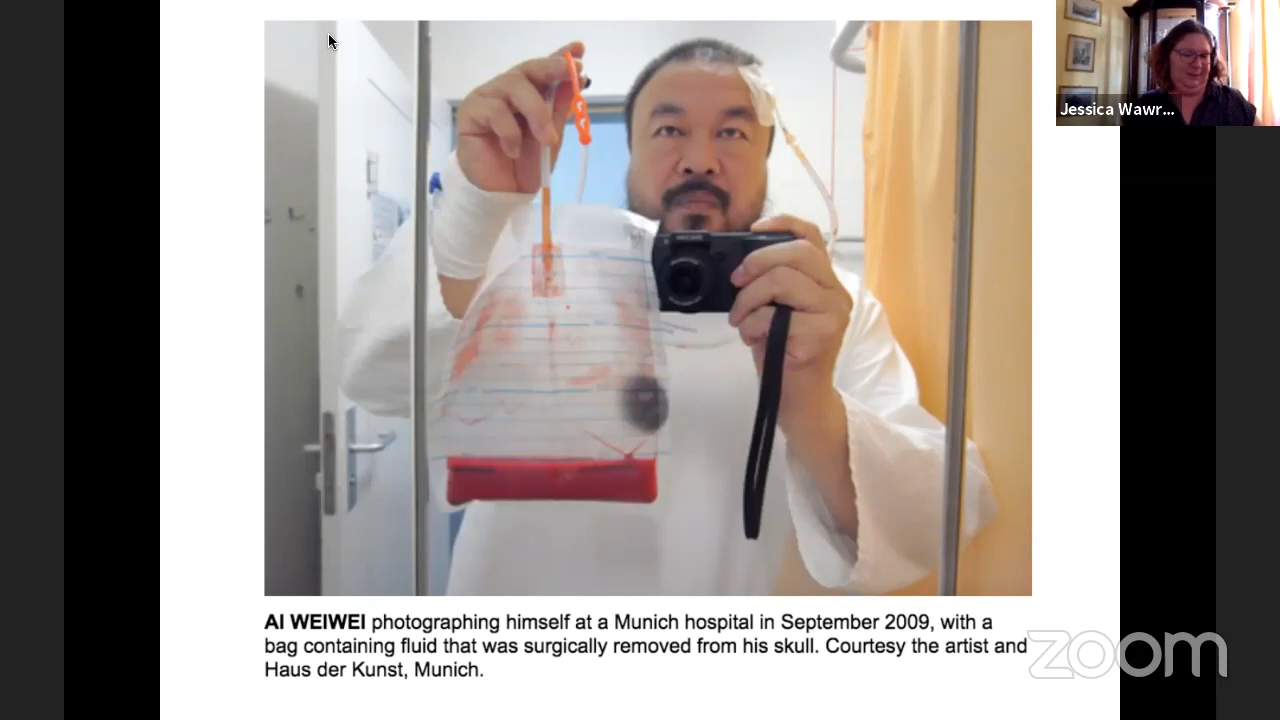 Jessica Wawr...
AI WEIWEI photographing himself at a Munich hospital in September 2009, with a
bag containing fluid that was surgically removed from his skull. Courtesy the artist and
Haus der Kunst, Munich.
zoom